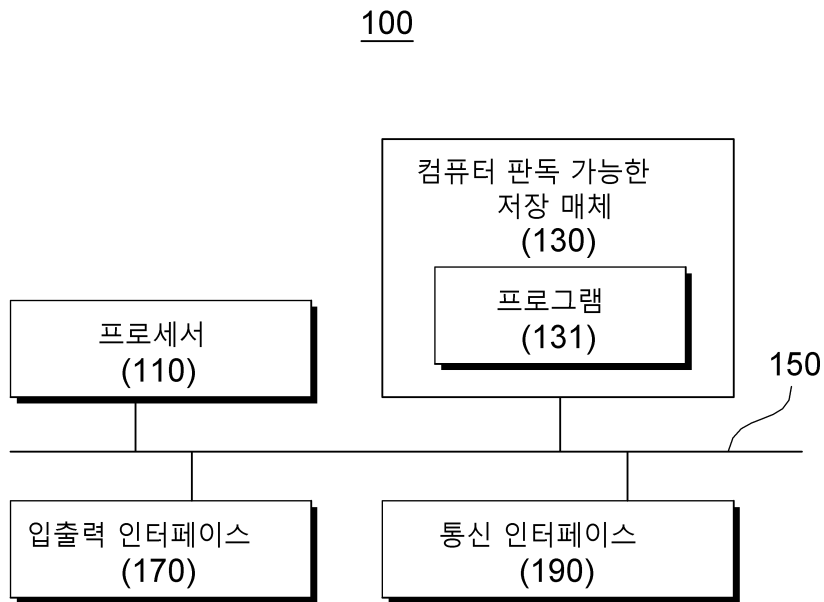 100
컴퓨터 판독 가능한
저장 매체
(130)
프로그램
(131)
프로세서
(110)
150
입출력 인터페이스
(170)
통신 인터페이스
(190)